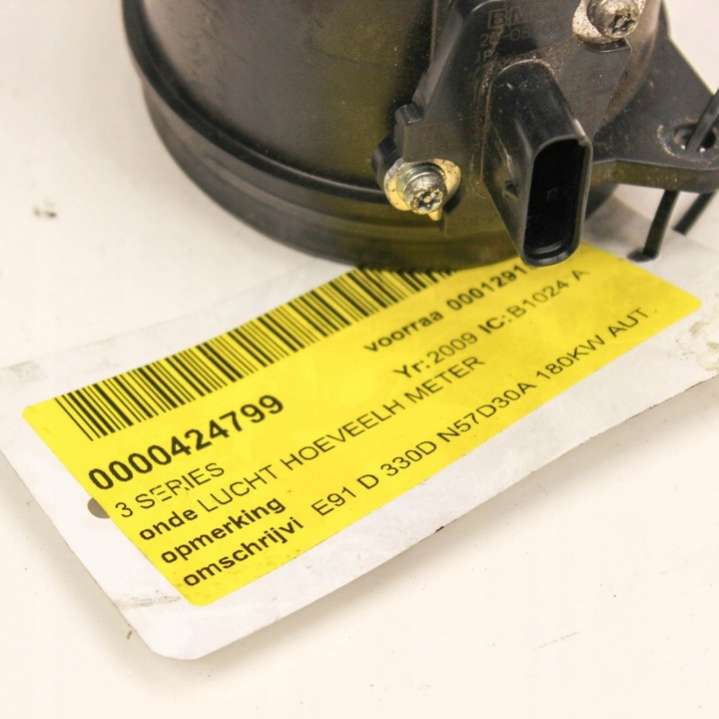 voorraa 0001291
0000424799
Yr: 2009 IC: B1024 A
3 SERIES
onde LUCHT HOEVEELH METER
opmerking
omschrijvi E91 D 330D N57D30A 180KW AUT